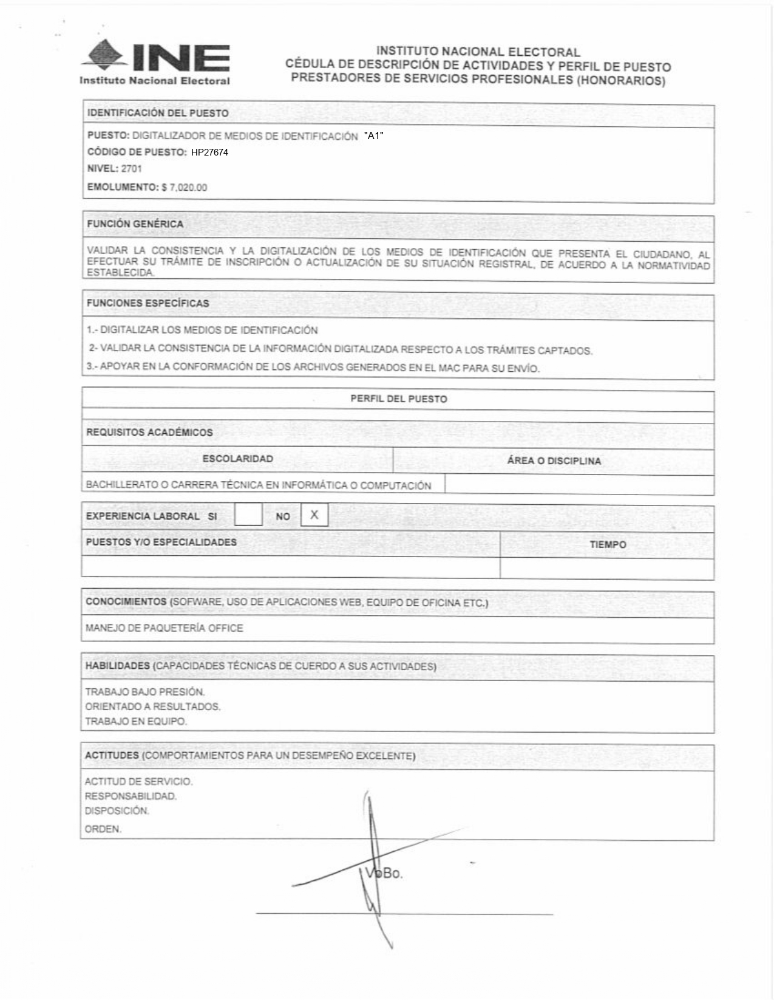 INE
Instituto Nacional Electoral
INSTITUTO NACIONAL ELECTORAL
CÉDULA DE DESCRIPCIÓN DE ACTIVIDADES Y PERFIL DE PUESTO
PRESTADORES DE SERVICIOS PROFESIONALES (HONORARIOS)
IDENTIFICACIÓN DEL PUESTO
PUESTO: DIGITALIZADOR DE MEDIOS DE IDENTIFICACIÓN "A1"
CÓDIGO DE PUESTO: HP27674
NIVEL: 2701
EMOLUMENTO: $ 7,020.00
FUNCIÓN GENÉRICA
VALIDAR LA CONSISTENCIA Y LA DIGITALIZACIÓN DE LOS MEDIOS DE IDENTIFICACIÓN QUE PRESENTA EL CIUDADANO, AL
EFECTUAR SU TRÁMITE DE INSCRIPCIÓN O ACTUALIZACIÓN DE SU SITUACIÓN REGISTRAL, DE ACUERDO A LA NORMATIVIDAD
ESTABLECIDA.
FUNCIONES ESPECÍFICAS
1.- DIGITALIZAR LOS MEDIOS DE IDENTIFICACIÓN
2- VALIDAR LA CONSISTENCIA DE LA INFORMACIÓN DIGITALIZADA RESPECTO A LOS TRÁMITES CAPTADOS.
3.- APOYAR EN LA CONFORMACIÓN DE LOS ARCHIVOS GENERADOS EN EL MAC PARA SU ENVÍO.
PERFIL DEL PUESTO
REQUISITOS ACADÉMICOS
ESCOLARIDAD ÁREA O DISCIPLINA
BACHILLERATO O CARRERA TÉCNICA EN INFORMÁTICA O COMPUTACIÓN
EXPERIENCIA LABORAL SI NO X
PUESTOS Y/O ESPECIALIDADES TIEMPO
CONOCIMIENTOS (SOFWARE, USO DE APLICACIONES WEB, EQUIPO DE OFICINA ETC.)
MANEJO DE PAQUETERÍA OFFICE
HABILIDADES (CAPACIDADES TÉCNICAS DE CUERDO A SUS ACTIVIDADES)
TRABAJO BAJO PRESIÓN.
ORIENTADO A RESULTADOS.
TRABAJO EN EQUIPO.
ACTITUDES (COMPORTAMIENTOS PARA UN DESEMPEÑO EXCELENTE)
ACTITUD DE SERVICIO.
RESPONSABILIDAD.
DISPOSICIÓN.
ORDEN.
VoBo.